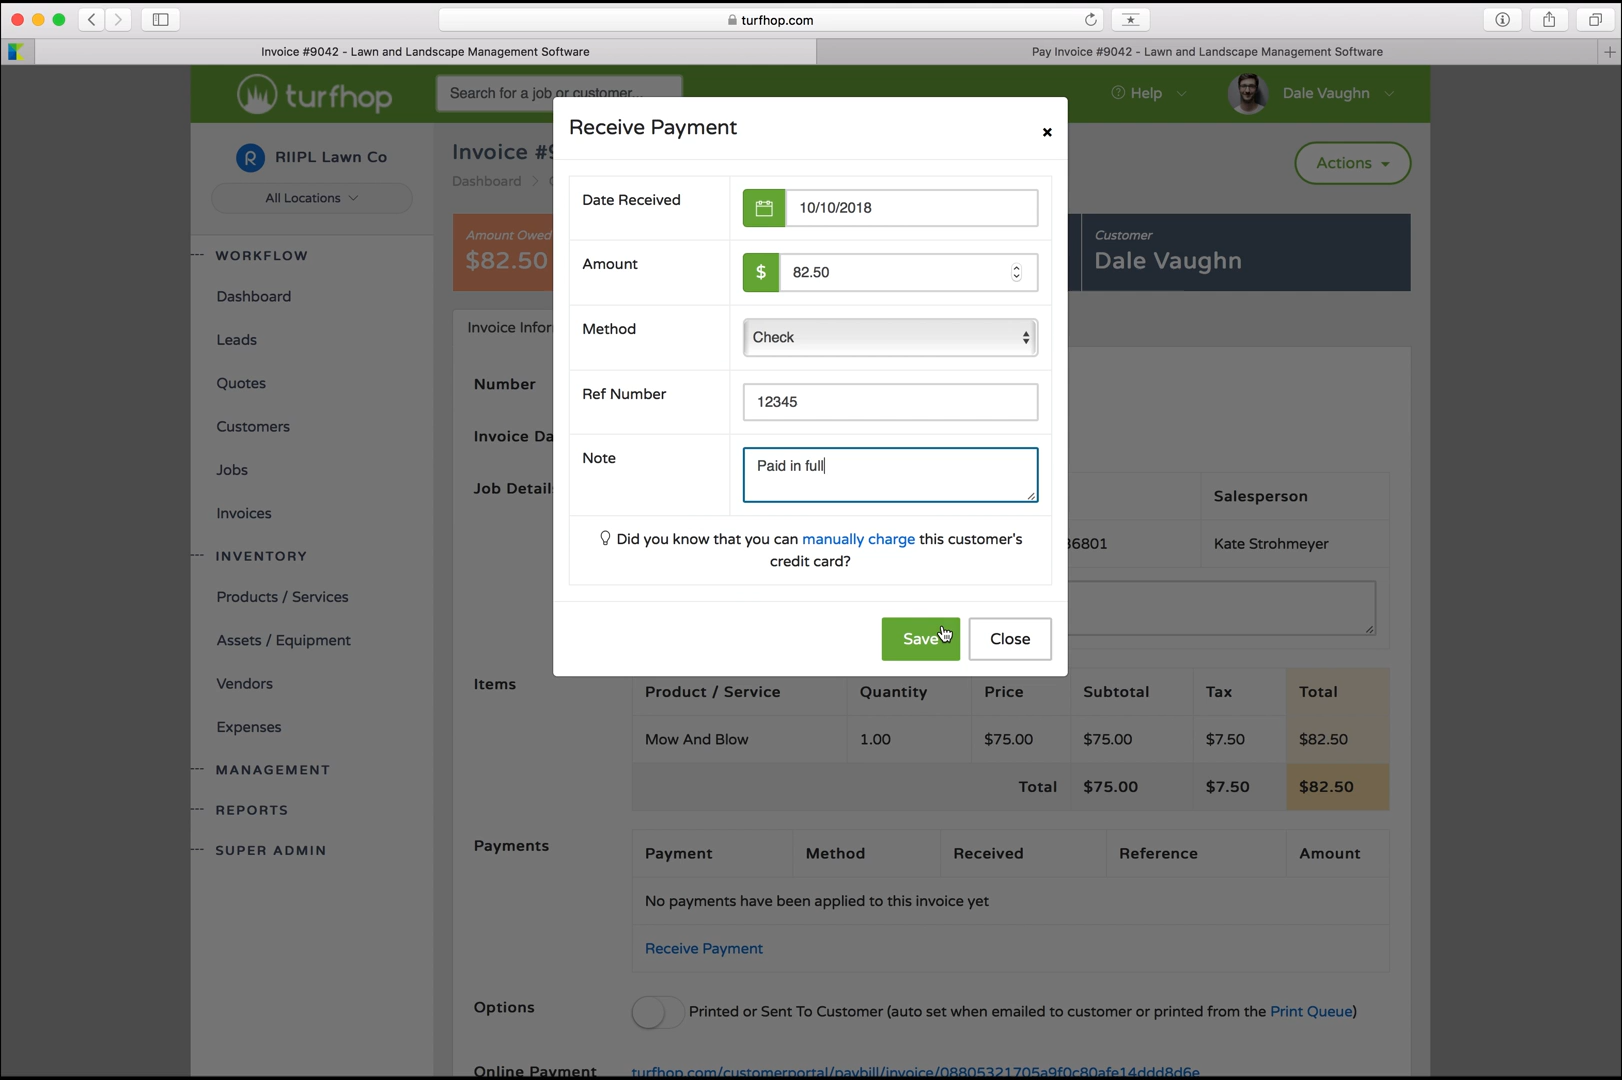 turfhop.com
Invoice #9042 - Lawn and Landscape Management Software
Pay Invoice #9042 - Lawn and Landscape Management Software
turfhop
Search for a job or customer...
Help
Dale Vaughn
R RIIPL Lawn Co
All Locations
WORKFLOW
Dashboard
Leads
Quotes
Customers
Jobs
Invoices
INVENTORY
Products / Services
Assets / Equipment
Vendors
Expenses
MANAGEMENT
REPORTS
SUPER ADMIN
Invoice #9
Dashboard >
Actions
Amount Owed
$82.50
Customer
Dale Vaughn
Receive Payment
×
Date Received
10/10/2018
Amount
$ 82.50
Method
Check
Ref Number
12345
Note
Paid in full
Did you know that you can manually charge this customer's
credit card?
Save
Close
Invoice Infor
Number
Invoice Da
Job Detail
Salesperson
36801
Kate Strohmeyer
Items
Product / Service Quantity Price Subtotal Tax Total
Mow And Blow 1.00 $75.00 $75.00 $7.50 $82.50
Total $75.00 $7.50 $82.50
Payments
Payment Method Received Reference Amount
No payments have been applied to this invoice yet
Receive Payment
Options
Printed or Sent To Customer (auto set when emailed to customer or printed from the Print Queue)
Online Payment
turfhop.com/customerportal/paybill/invoice/08805321705a9f0c80afe14ddd8d6e